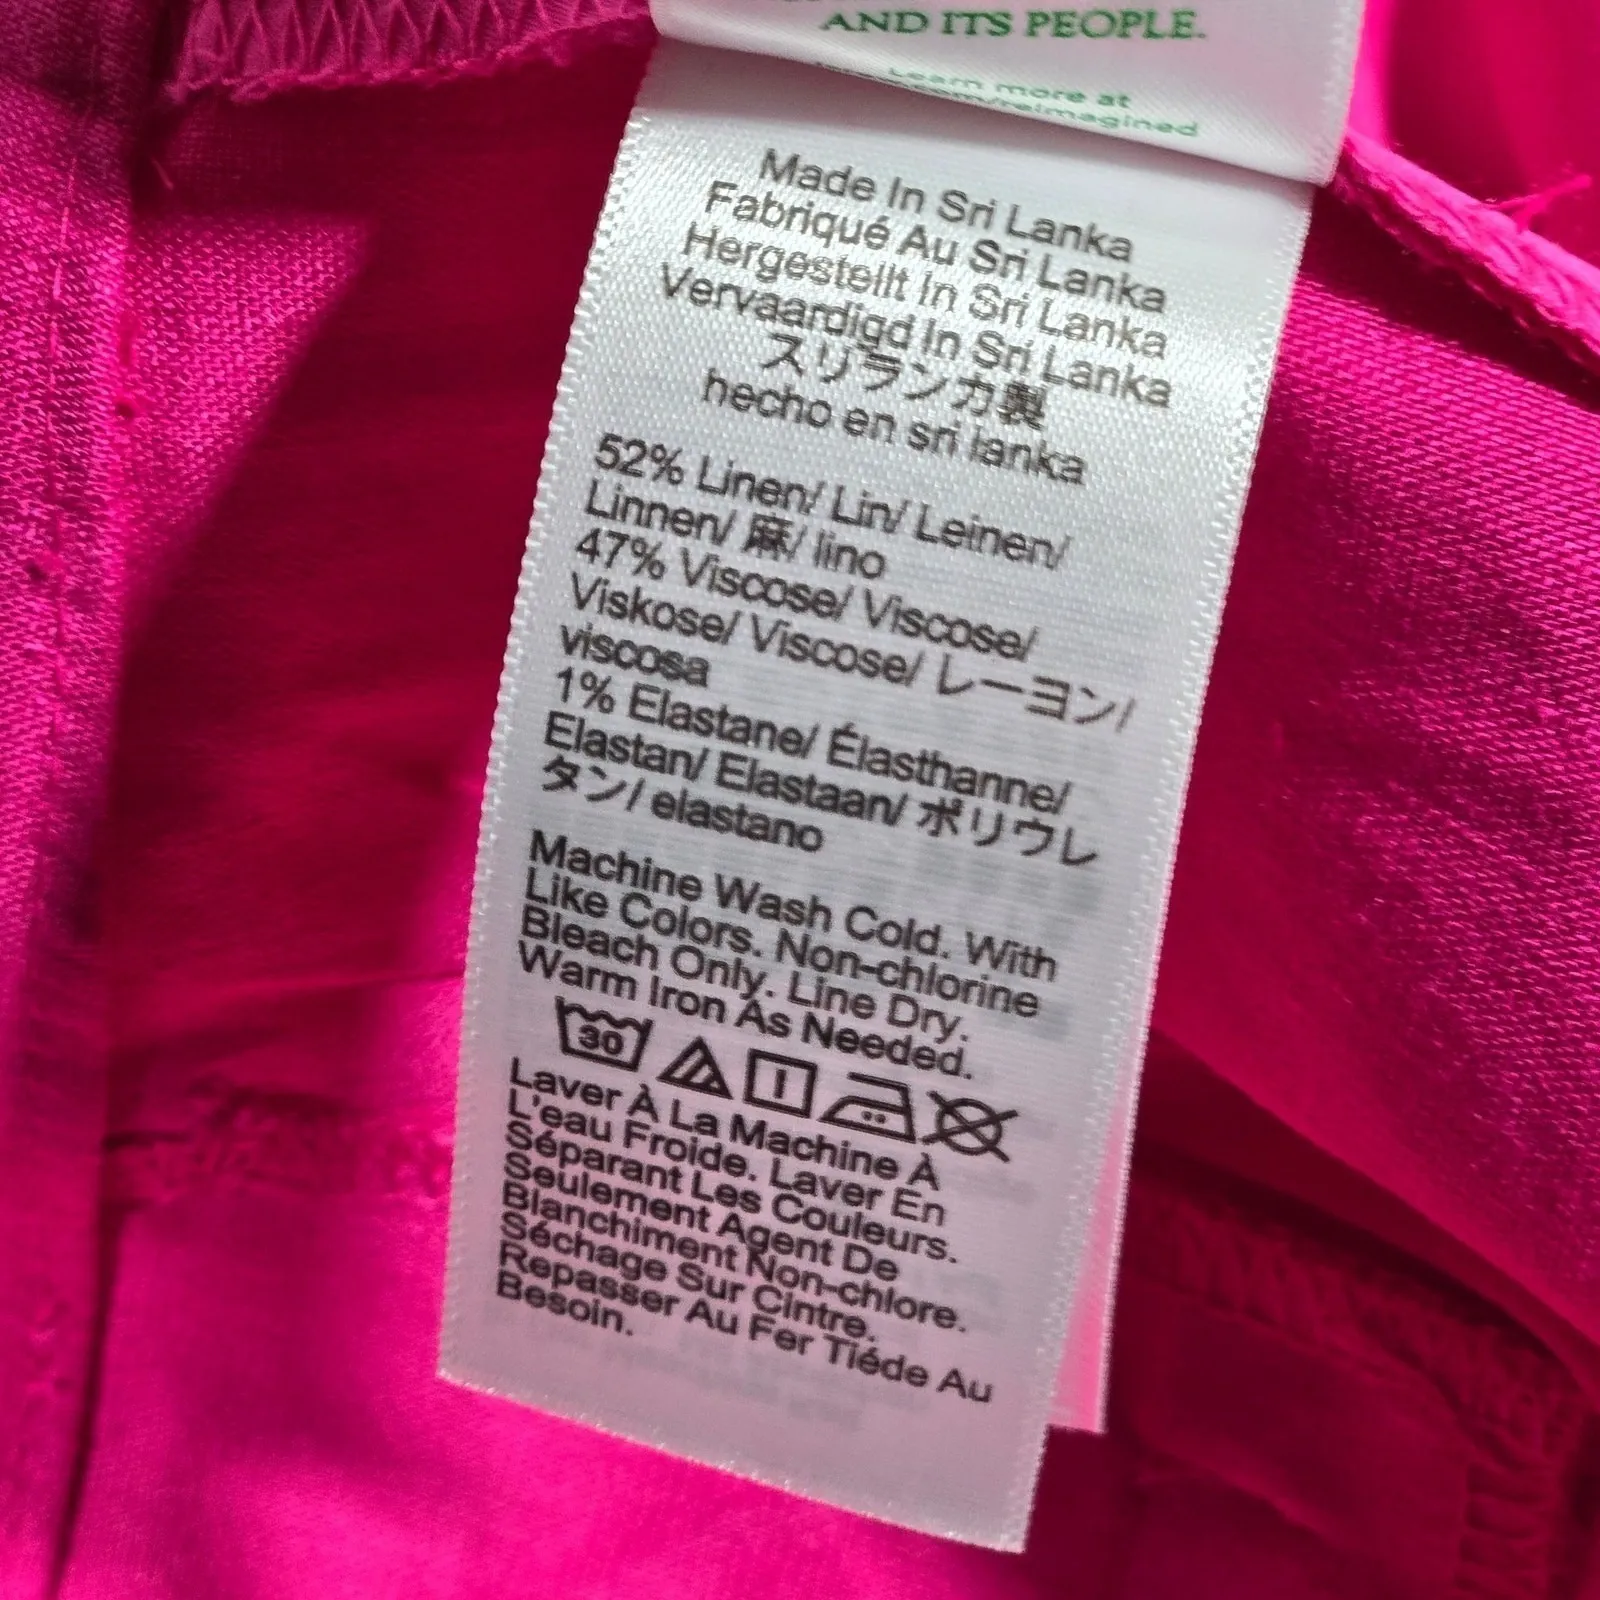 AND ITS PEOPLE.
Learn more at
.com/reimagined
Made In Sri Lanka
Fabriqué Au Sri Lanka
Hergestellt In Sri Lanka
Vervaardigd In Sri Lanka
スリランカ製
hecho en sri lanka
52% Linen/ Lin/ Leinen/
Linnen/ 麻/ lino
47% Viscose/ Viscose/
Viskose/ Viscose/ レーヨン/
viscosa
1% Elastane/ Élasthanne/
Elastan/ Elastaan/ ポリウレ
タン/ elastano
Machine Wash Cold. With
Like Colors. Non-chlorine
Bleach Only. Line Dry.
Warm Iron As Needed.
30
Laver À La Machine À
L'eau Froide. Laver En
Séparant Les Couleurs.
Seulement Agent De
Blanchiment Non-chlore.
Séchage Sur Cintre.
Repasser Au Fer Tiéde Au
Besoin.